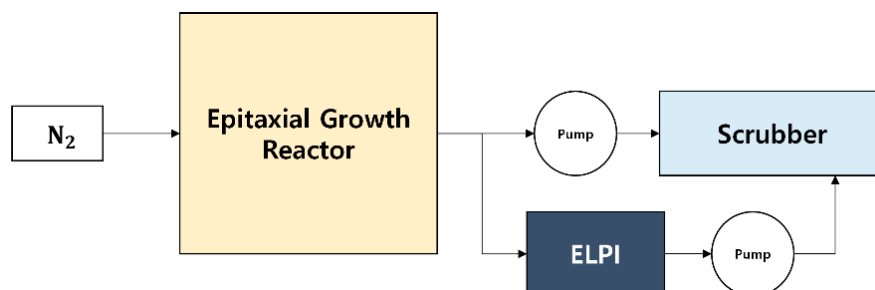 N₂
Epitaxial Growth
Reactor
Pump
Scrubber
ELPI
Pump